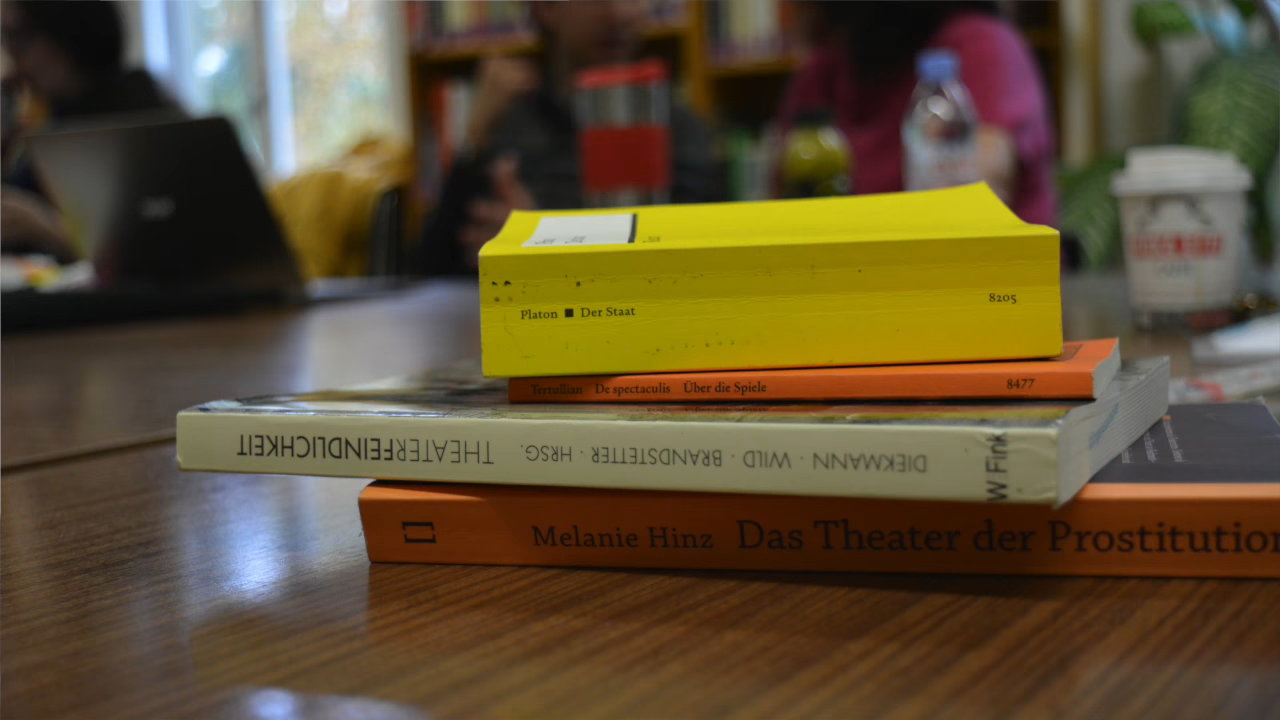 Platon ■ Der Staat 8205
Tertullian De spectaculis Über die Spiele 8477
DIEKMANN · WILD · BRANDSTETTER · HRSG. THEATERFEINDLICHKEIT
W Fink
Melanie Hinz Das Theater der Prostitution